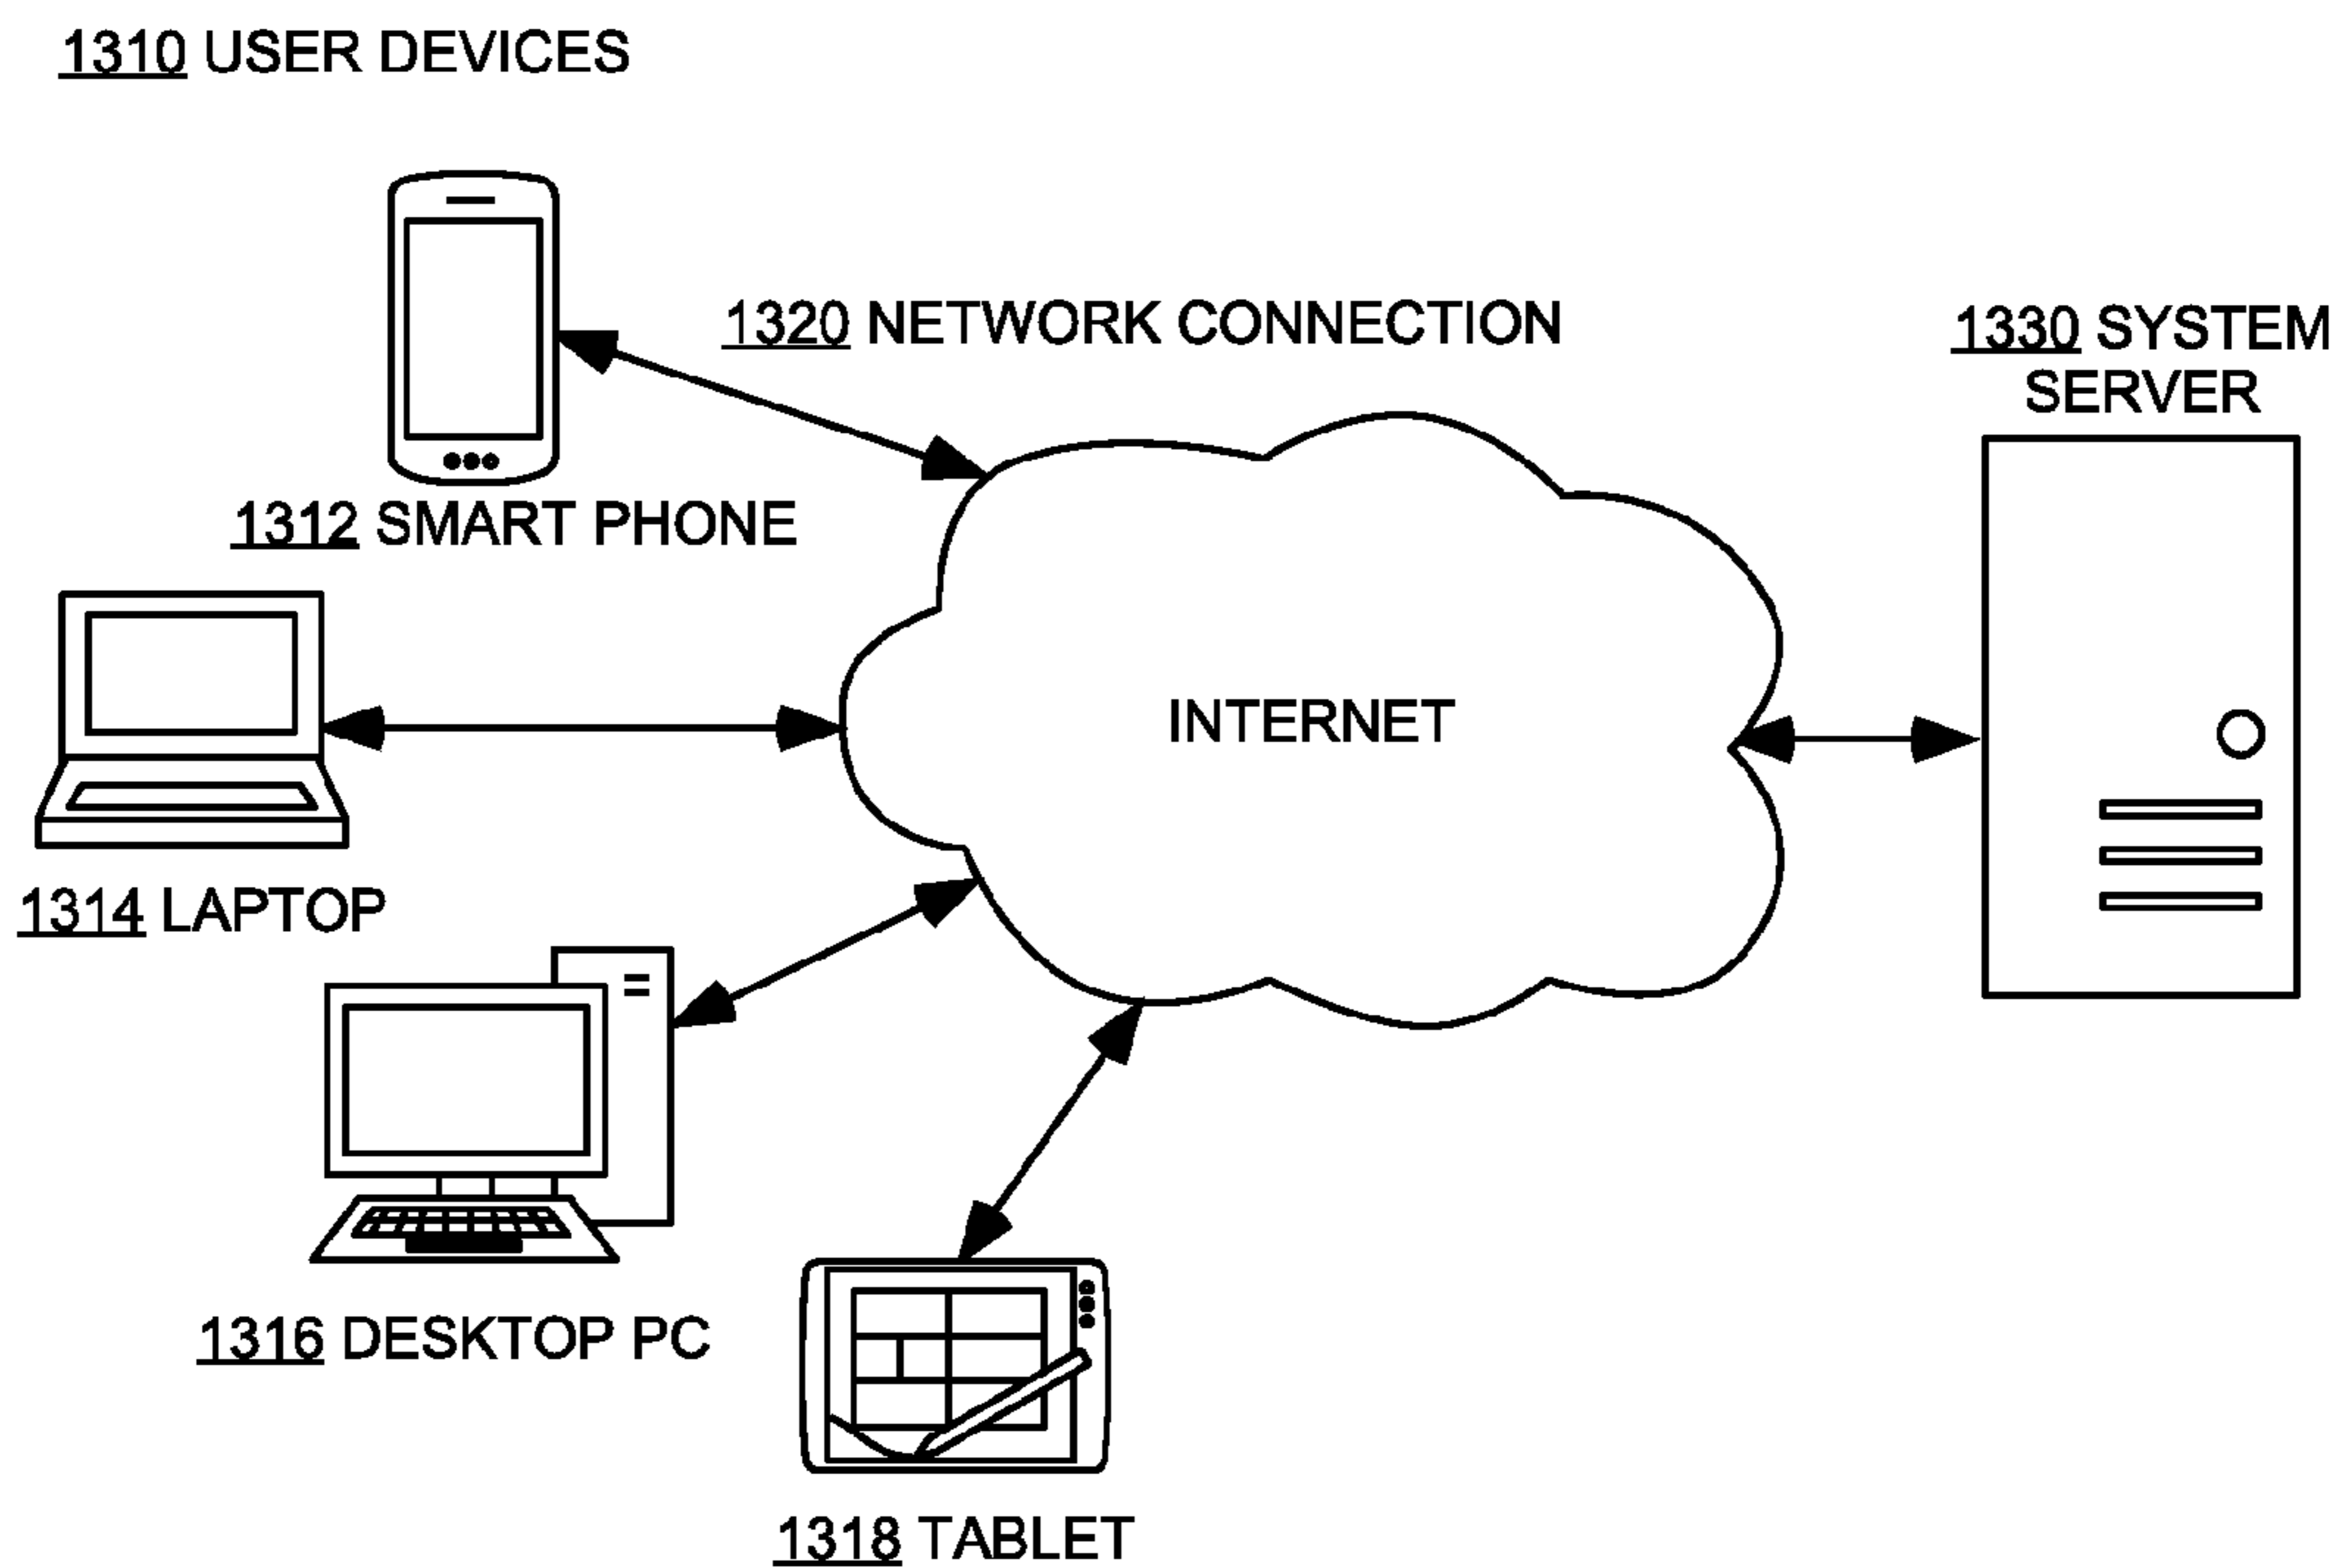 1310 USER DEVICES
1320 NETWORK CONNECTION
1330 SYSTEM
SERVER
1312 SMART PHONE
INTERNET
1314 LAPTOP
1316 DESKTOP PC
1318 TABLET